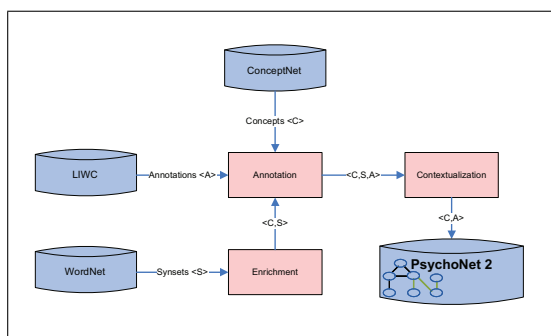 ConceptNet
Concepts <C>
LIWC
Annotations <A>
Annotation
<C,S,A>
Contextualization
<C,S>
<C,A>
WordNet
Synsets <S>
Enrichment
PsychoNet 2